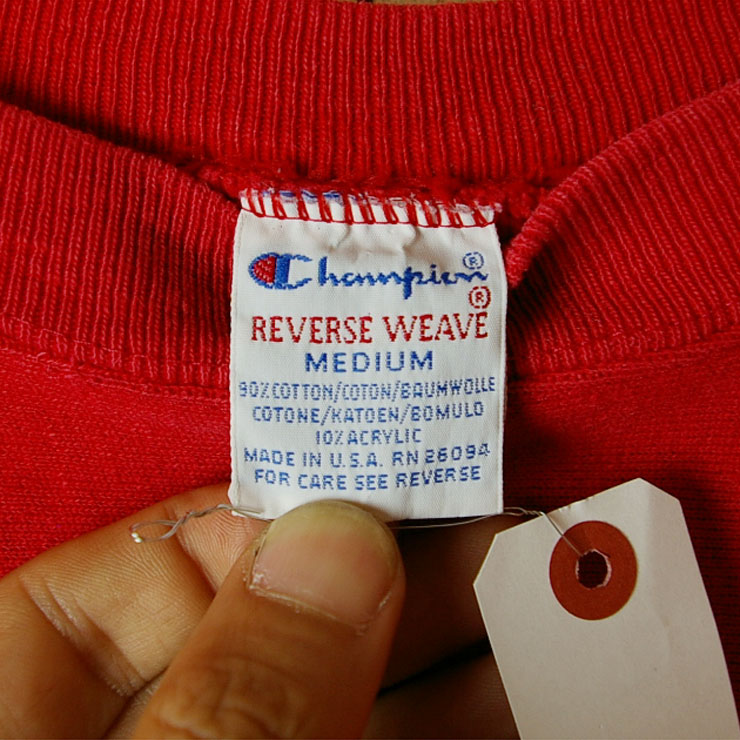 Champion®
REVERSE WEAVE®
MEDIUM
90% COTTON/COTON/BAUMWOLLE
COTONE/KATOEN/BOMULD
10% ACRYLIC
MADE IN U.S.A. RN 26094
FOR CARE SEE REVERSE